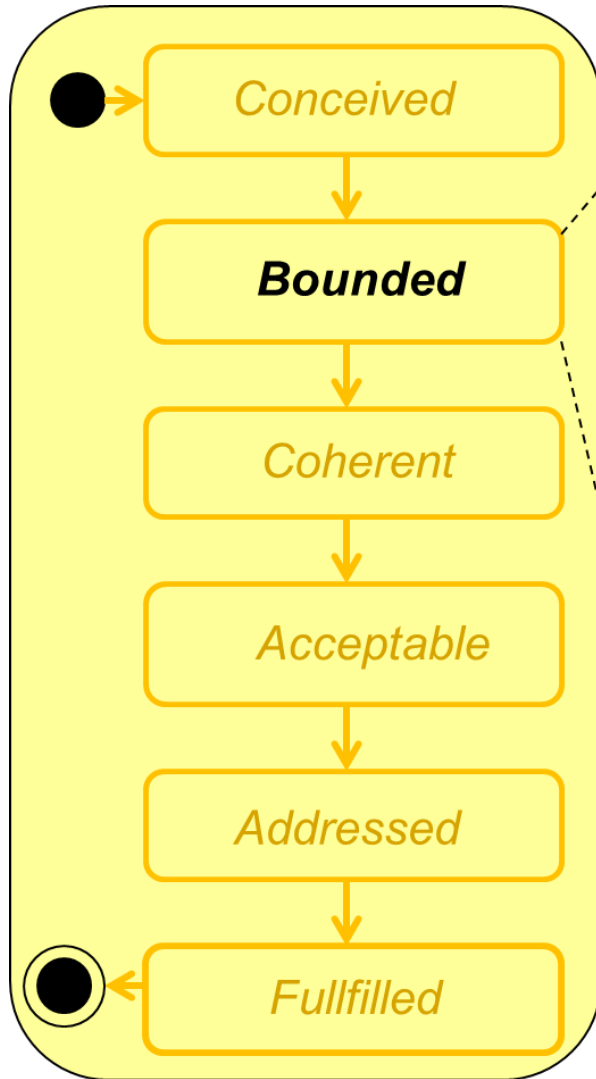 Conceived
Bounded
Coherent
Acceptable
Addressed
Fullfilled